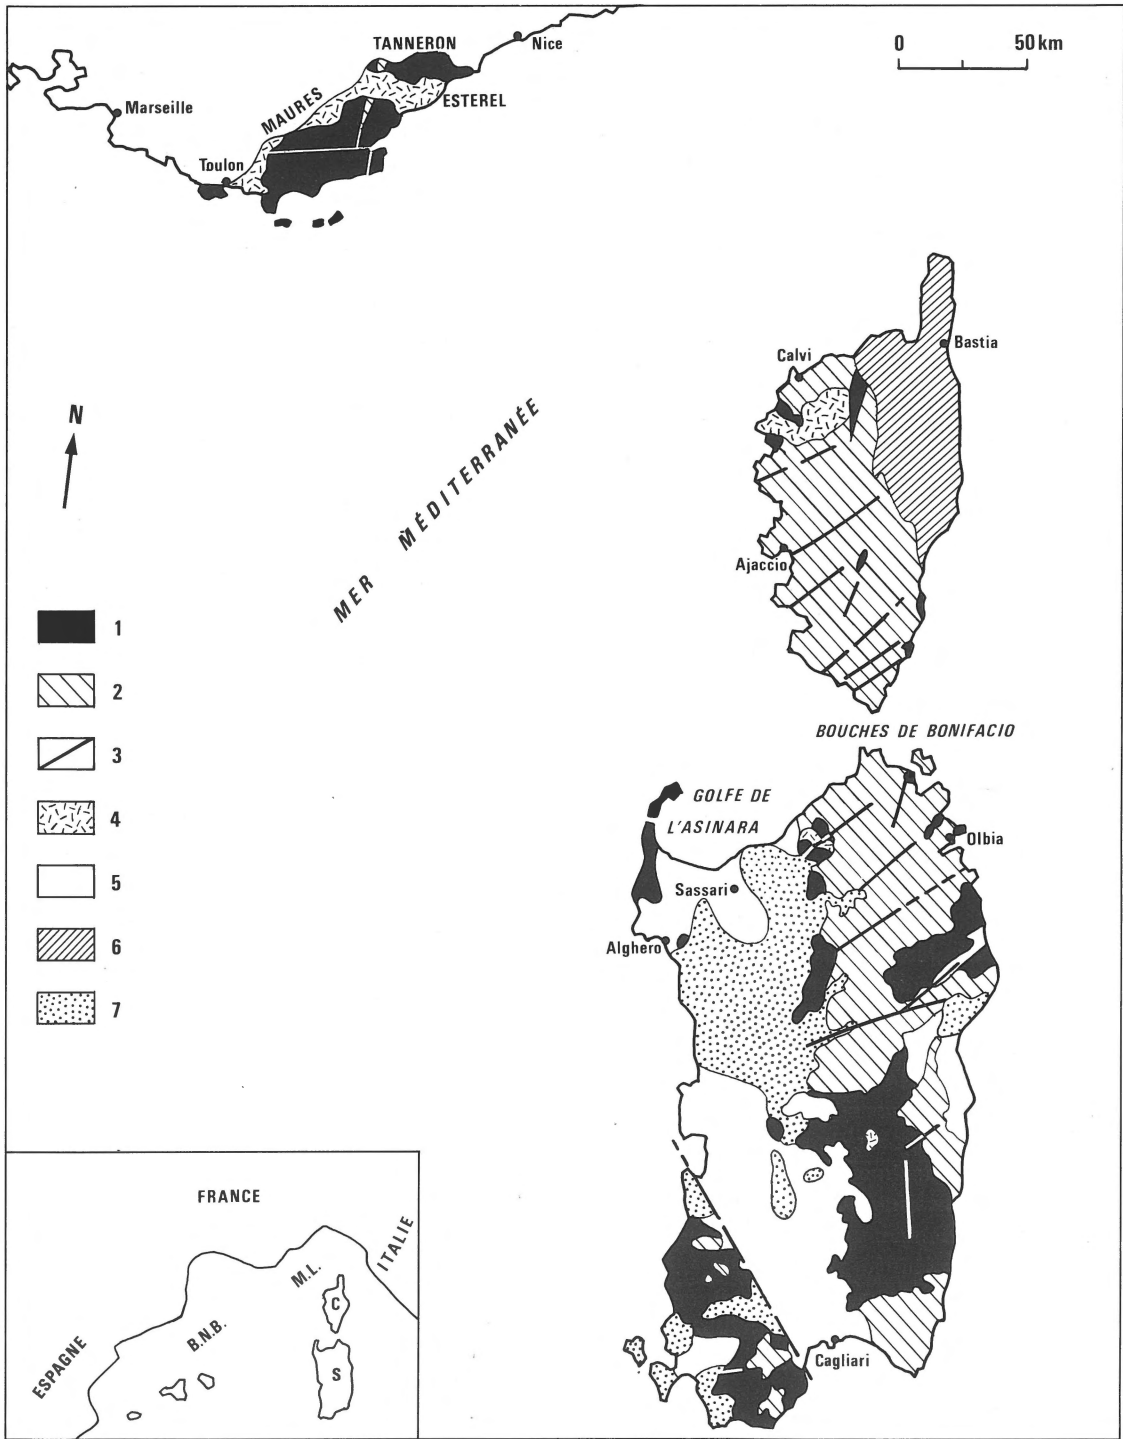 TANNERON
Nice
0 50 km
Marseille
MAURES
ESTEREL
Toulon
Bastia
Calvi
N
MER MÉDITERRANÉE
Ajaccio
1
2
3
4
5
6
7
BOUCHES DE BONIFACIO
GOLFE DE
L'ASINARA
Olbia
Sassari
Alghero
Cagliari
FRANCE
ITALIE
M.L.
C
B.N.B.
ESPAGNE
S